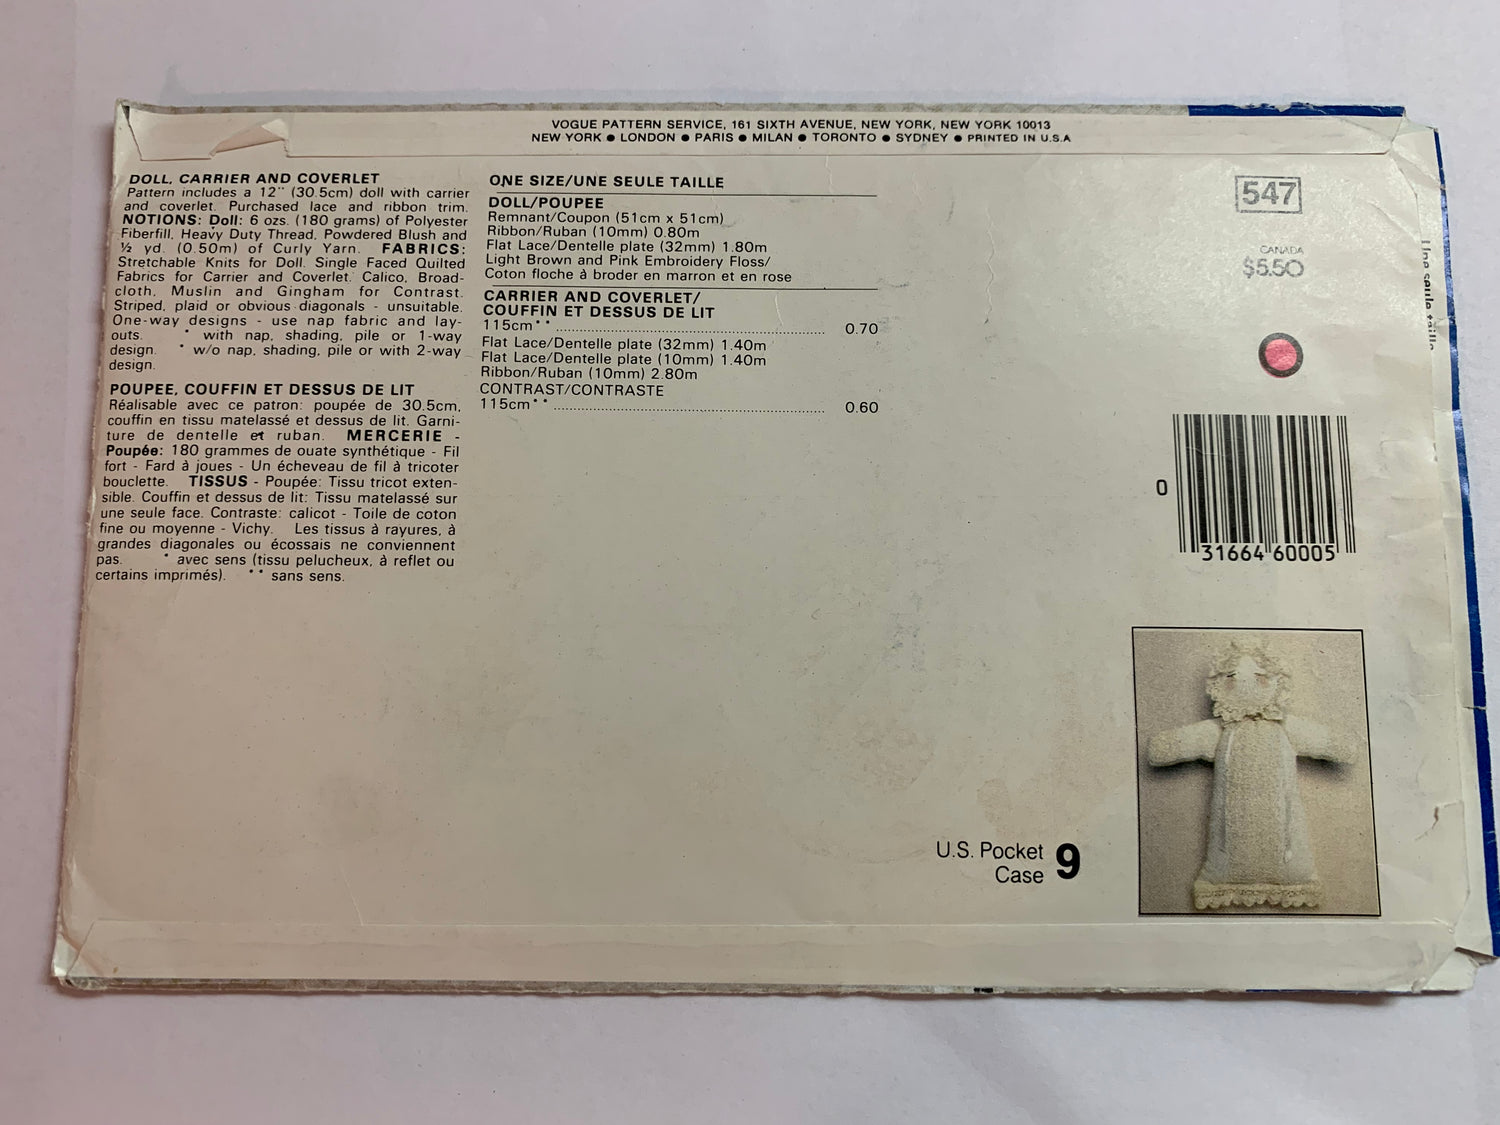 VOGUE PATTERN SERVICE, 161 SIXTH AVENUE, NEW YORK, NEW YORK 10013
NEW YORK ● LONDON ● PARIS ● MILAN ● TORONTO ● SYDNEY ● PRINTED IN U.S.A
DOLL, CARRIER AND COVERLET
Pattern includes a 12" (30.5cm) doll with carrier
and coverlet. Purchased lace and ribbon trim.
NOTIONS: Doll: 6 ozs. (180 grams) of Polyester
Fiberfill, Heavy Duty Thread, Powdered Blush and
½ yd. (0.50m) of Curly Yarn. FABRICS:
Stretchable Knits for Doll. Single Faced Quilted
Fabrics for Carrier and Coverlet. Calico, Broad-
cloth, Muslin and Gingham for Contrast.
Striped, plaid or obvious diagonals - unsuitable.
One-way designs - use nap fabric and lay-
outs. * with nap, shading, pile or 1-way
design. * w/o nap, shading, pile or with 2-way
design.
POUPEE, COUFFIN ET DESSUS DE LIT
Réalisable avec ce patron: poupée de 30.5cm,
couffin en tissu matelassé et dessus de lit. Garni-
ture de dentelle et ruban. MERCERIE -
Poupée: 180 grammes de ouate synthétique - Fil
fort - Fard à joues - Un écheveau de fil à tricoter
bouclette. TISSUS - Poupée: Tissu tricot exten-
sible. Couffin et dessus de lit: Tissu matelassé sur
une seule face. Contraste: calicot - Toile de coton
fine ou moyenne - Vichy. Les tissus à rayures, à
grandes diagonales ou écossais ne conviennent
pas. * avec sens (tissu pelucheux, à reflet ou
certains imprimés). ** sans sens.
ONE SIZE/UNE SEULE TAILLE
DOLL/POUPEE
Remnant/Coupon (51cm x 51cm)
Ribbon/Ruban (10mm) 0.80m
Flat Lace/Dentelle plate (32mm) 1.80m
Light Brown and Pink Embroidery Floss/
Coton floche à broder en marron et en rose
CARRIER AND COVERLET/
COUFFIN ET DESSUS DE LIT
115cm** 0.70
Flat Lace/Dentelle plate (32mm) 1.40m
Flat Lace/Dentelle plate (10mm) 1.40m
Ribbon/Ruban (10mm) 2.80m
CONTRAST/CONTRASTE
115cm** 0.60
547
CANADA
$5.50
Une seule taille
0 31664 60005
U.S. Pocket
Case 9